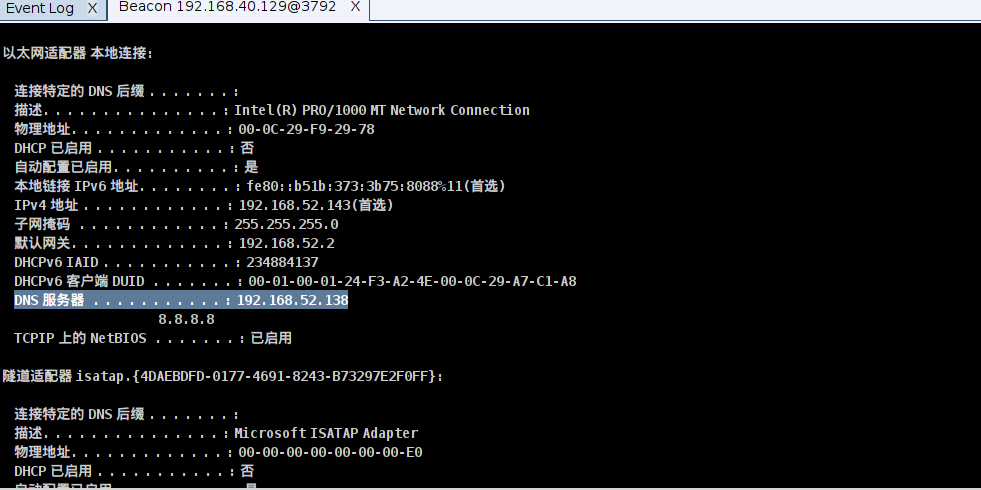 Event Log X Beacon 192.168.40.129@3792 X
以太网适配器 本地连接:
连接特定的 DNS 后缀 . . . . . . . :
描述. . . . . . . . . . . . . . . : Intel(R) PRO/1000 MT Network Connection
物理地址. . . . . . . . . . . . . : 00-0C-29-F9-29-78
DHCP 已启用 . . . . . . . . . . . : 否
自动配置已启用. . . . . . . . . . : 是
本地链接 IPv6 地址. . . . . . . . : fe80::b51b:373:3b75:8088%11(首选)
IPv4 地址 . . . . . . . . . . . . : 192.168.52.143(首选)
子网掩码 . . . . . . . . . . . . : 255.255.255.0
默认网关. . . . . . . . . . . . . : 192.168.52.2
DHCPv6 IAID . . . . . . . . . . . : 234884137
DHCPv6 客户端 DUID . . . . . . . : 00-01-00-01-24-F3-A2-4E-00-0C-29-A7-C1-A8
DNS 服务器 . . . . . . . . . . . : 192.168.52.138
8.8.8.8
TCPIP 上的 NetBIOS . . . . . . . : 已启用
隧道适配器 isatap.{4DAEBDFD-0177-4691-8243-B73297E2F0FF}:
连接特定的 DNS 后缀 . . . . . . . :
描述. . . . . . . . . . . . . . . : Microsoft ISATAP Adapter
物理地址. . . . . . . . . . . . . : 00-00-00-00-00-00-00-E0
DHCP 已启用 . . . . . . . . . . . : 否
自动配置已启用. . . . . . . . . . : 是